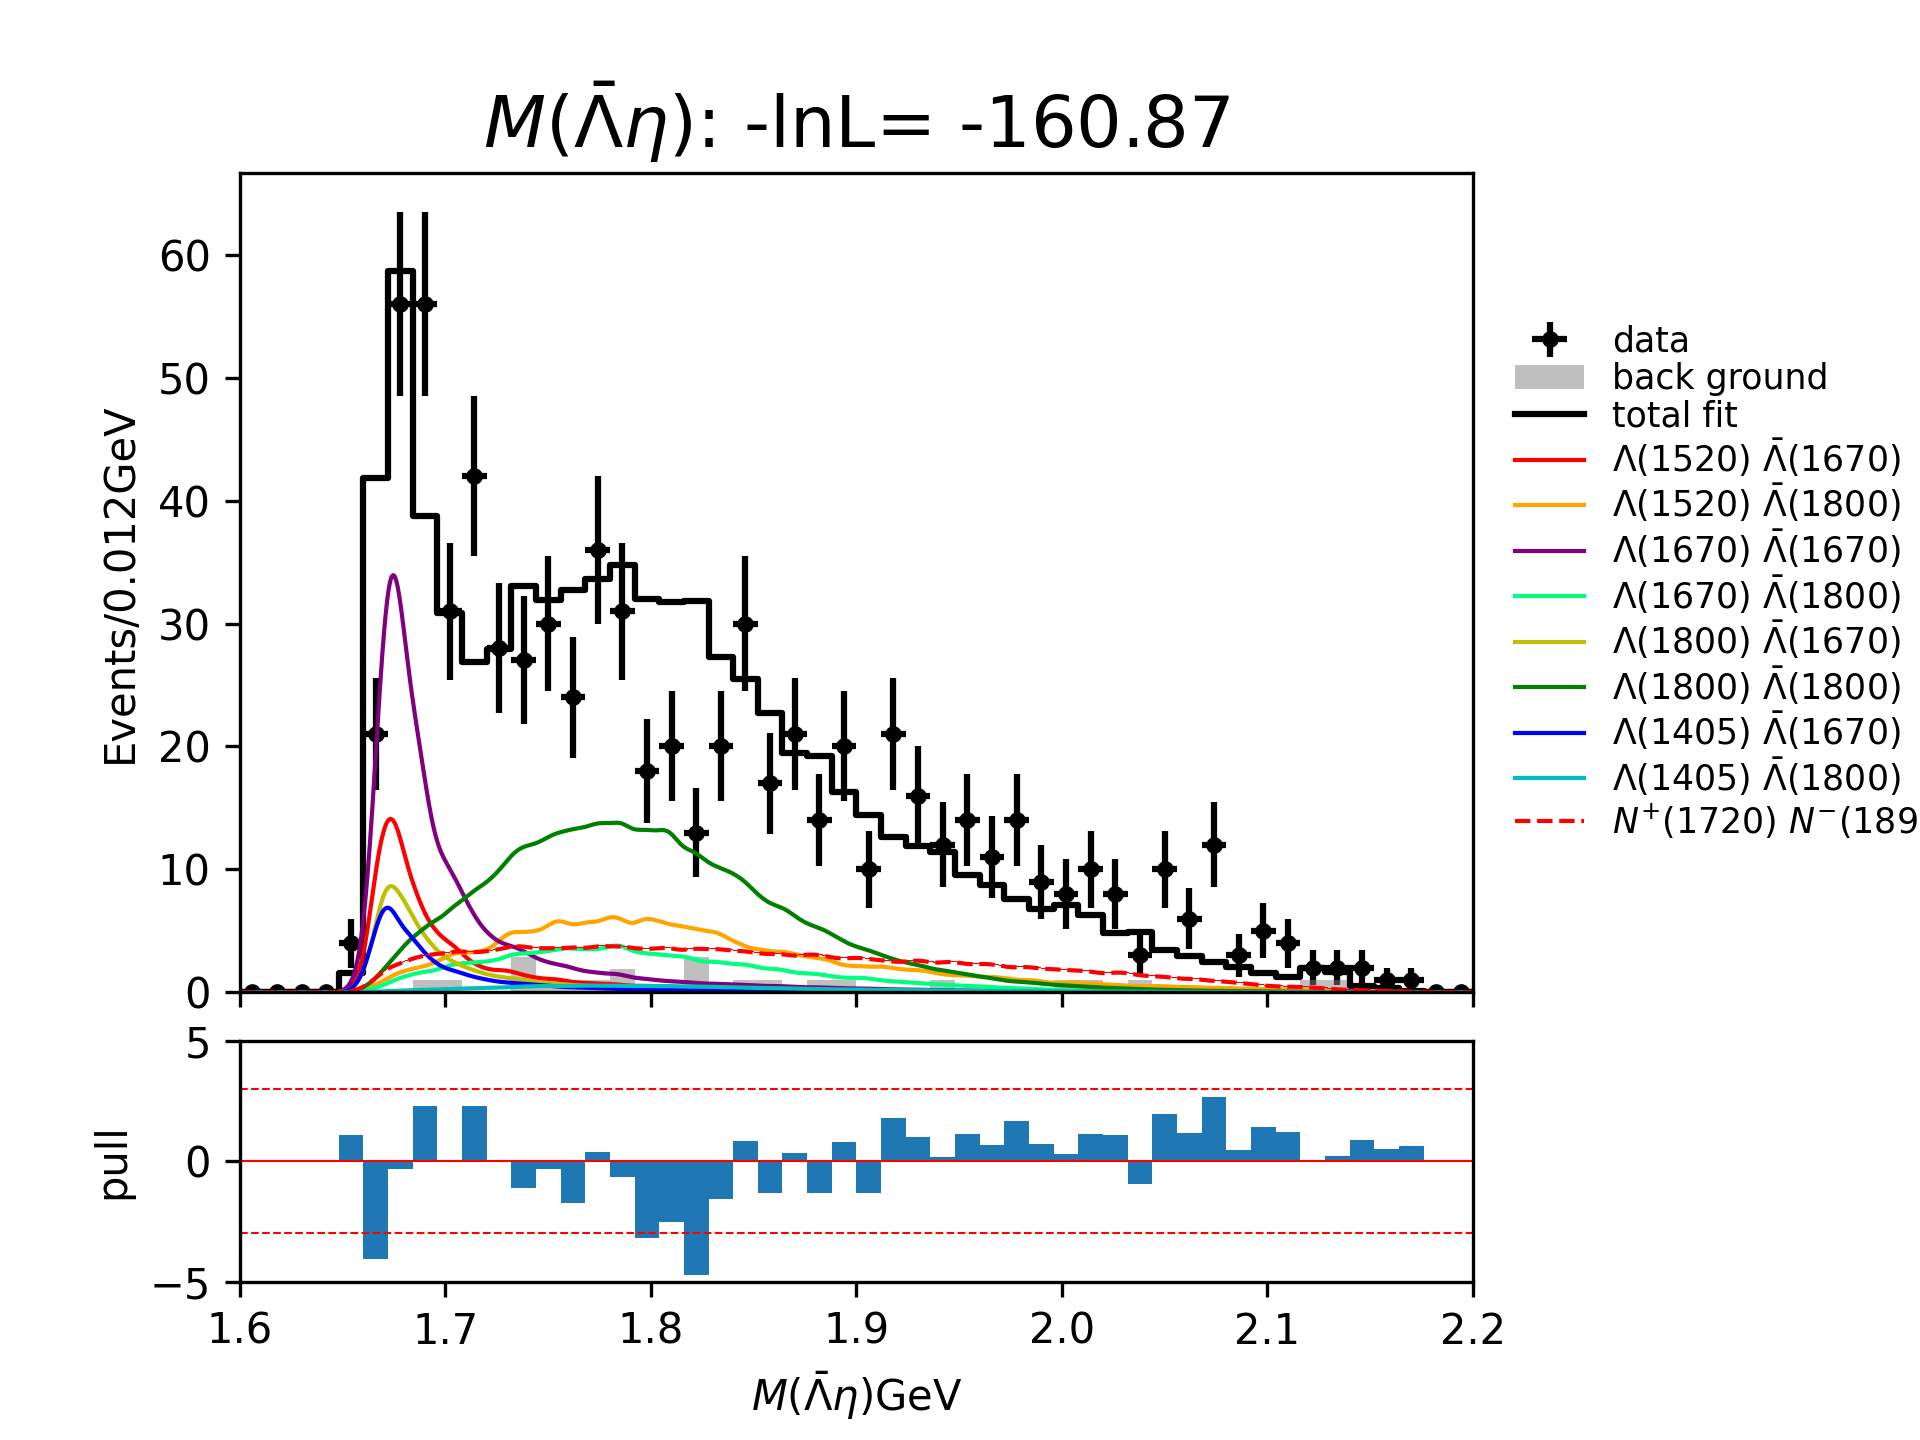 M(Λ̄η): -lnL= -160.87
Events/0.012GeV
60
50
40
30
20
10
0
data
back ground
total fit
Λ(1520) Λ̄(1670)
Λ(1520) Λ̄(1800)
Λ(1670) Λ̄(1670)
Λ(1670) Λ̄(1800)
Λ(1800) Λ̄(1670)
Λ(1800) Λ̄(1800)
Λ(1405) Λ̄(1670)
Λ(1405) Λ̄(1800)
N⁺(1720) N⁻(189
pull
5
0
−5
1.6 1.7 1.8 1.9 2.0 2.1 2.2
M(Λ̄η)GeV